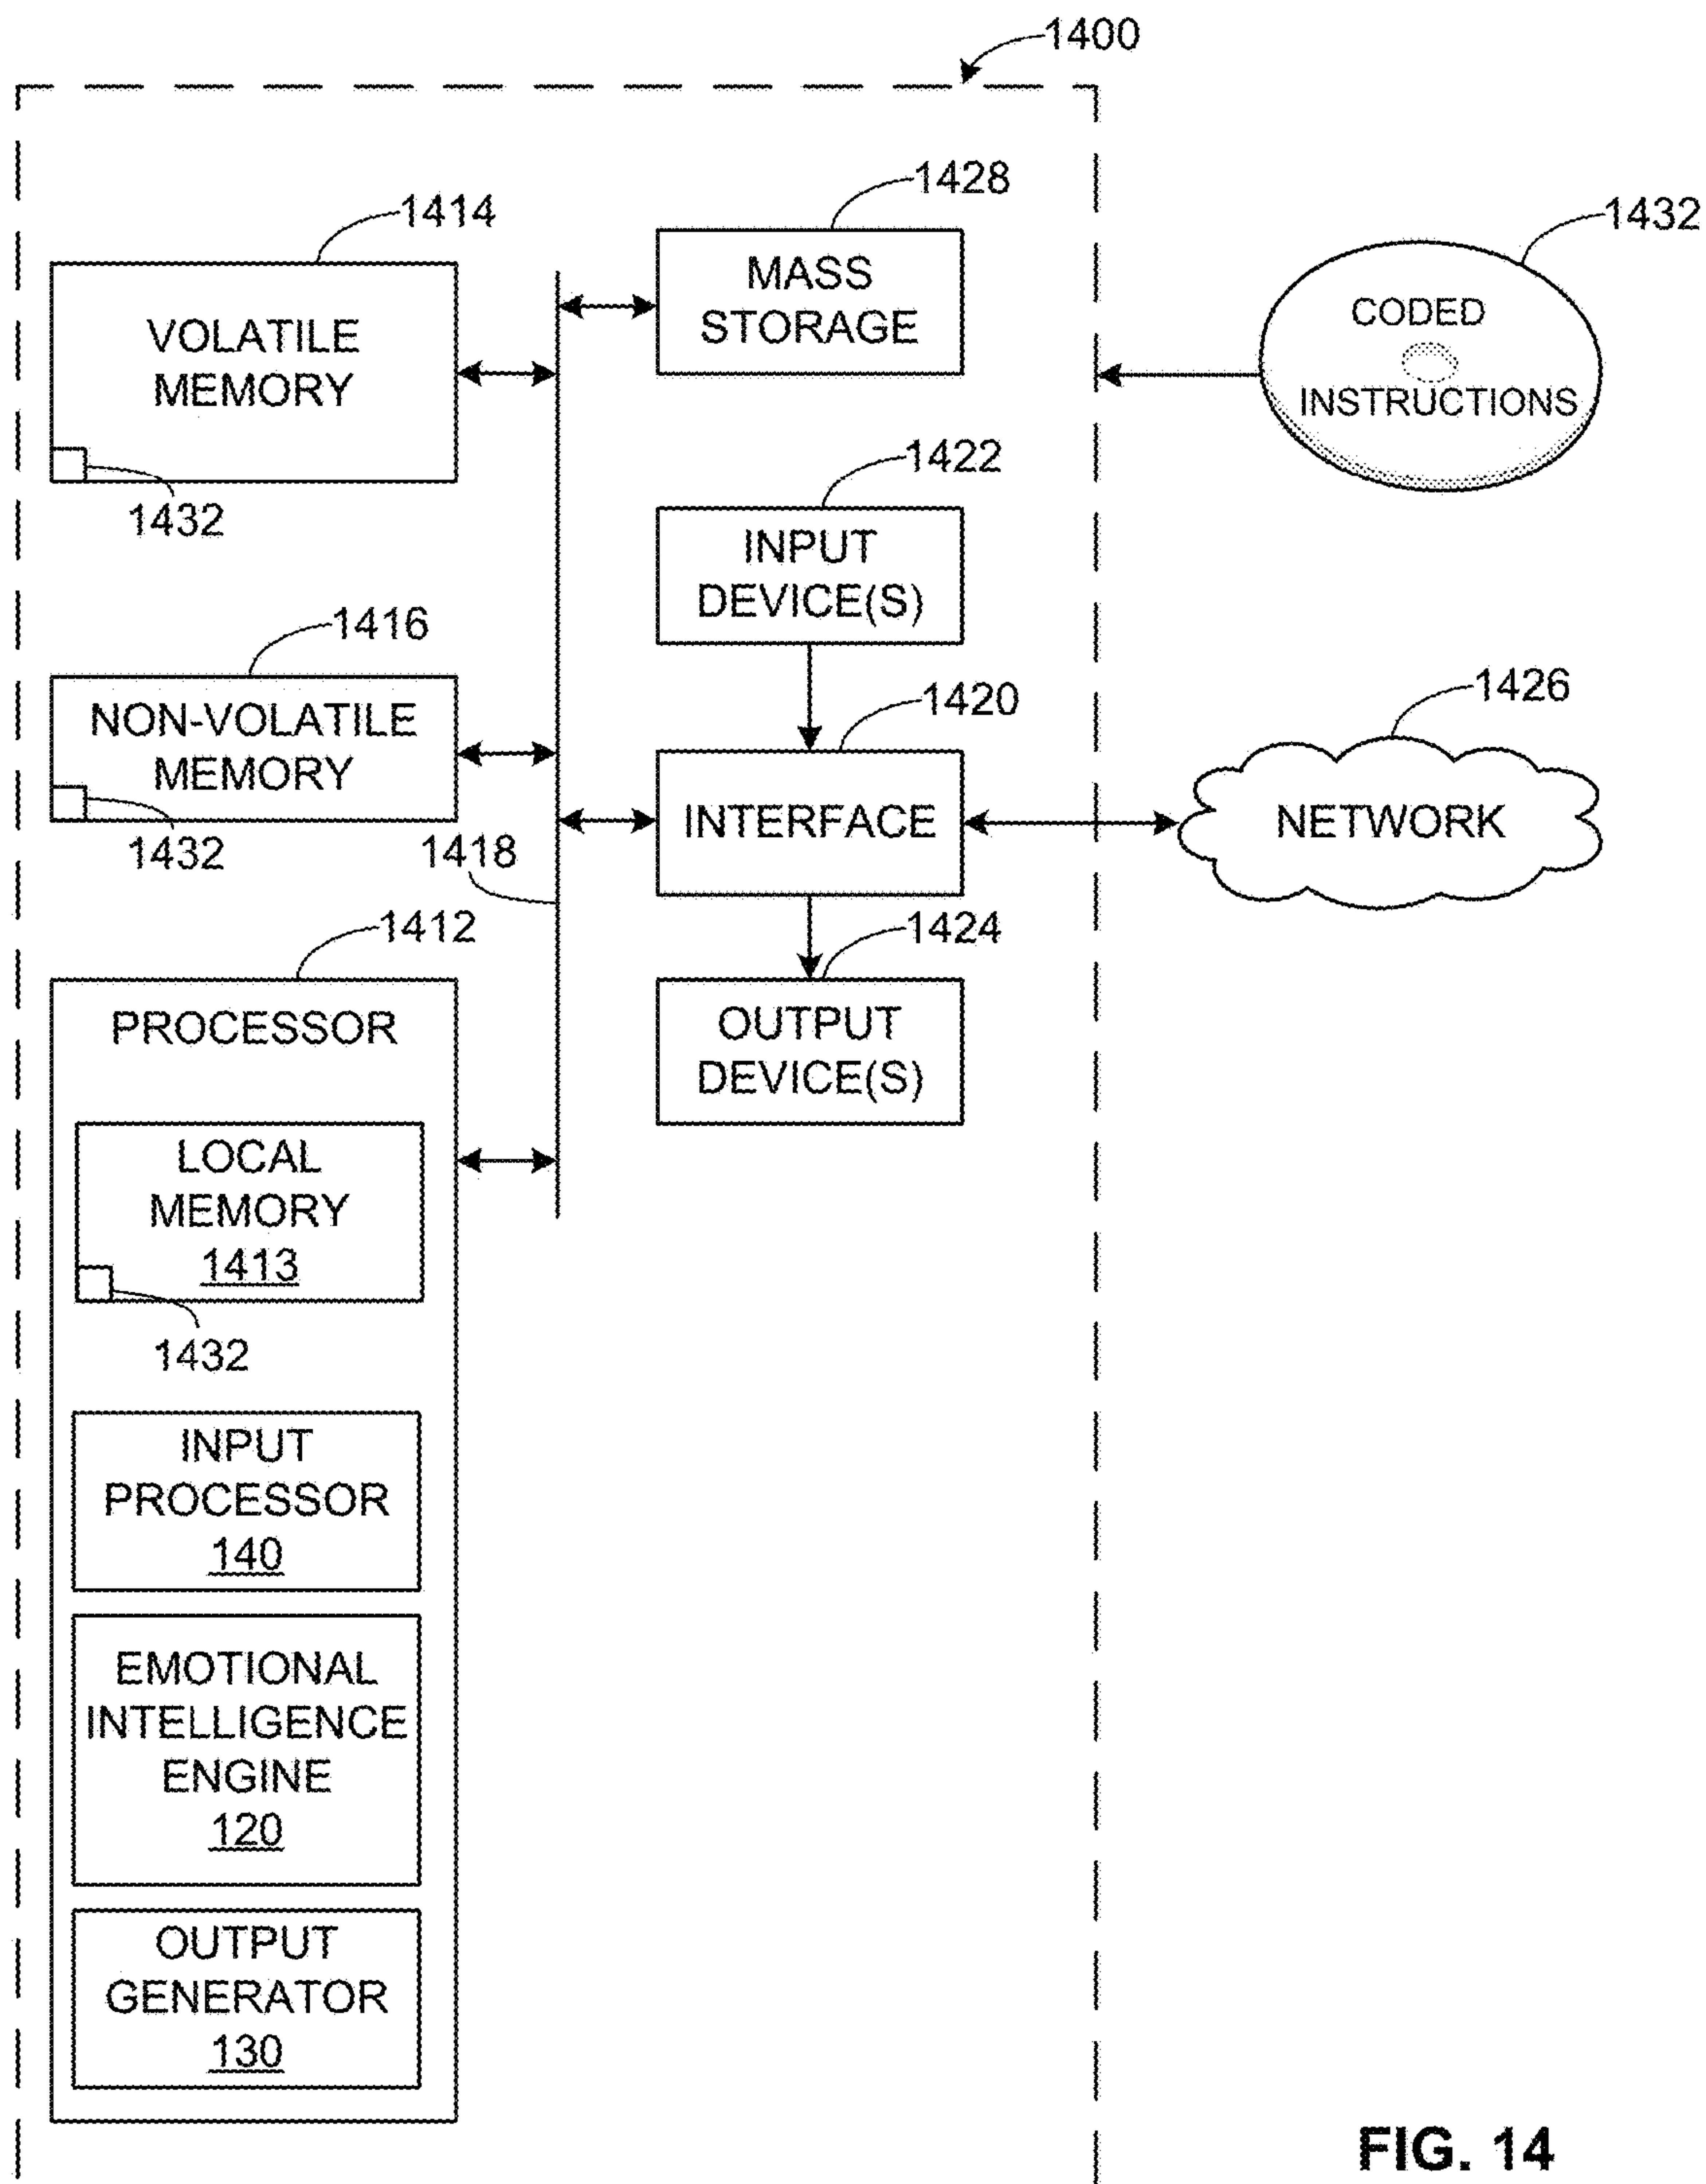 1400
1428
1414
1432
MASS
STORAGE
VOLATILE
MEMORY
CODED
INSTRUCTIONS
1432
1422
INPUT
DEVICE(S)
1416
1420
1426
NON-VOLATILE
MEMORY
INTERFACE
NETWORK
1432
1418
1412
1424
PROCESSOR
OUTPUT
DEVICE(S)
LOCAL
MEMORY
1413
1432
INPUT
PROCESSOR
140
EMOTIONAL
INTELLIGENCE
ENGINE
120
OUTPUT
GENERATOR
130
FIG. 14